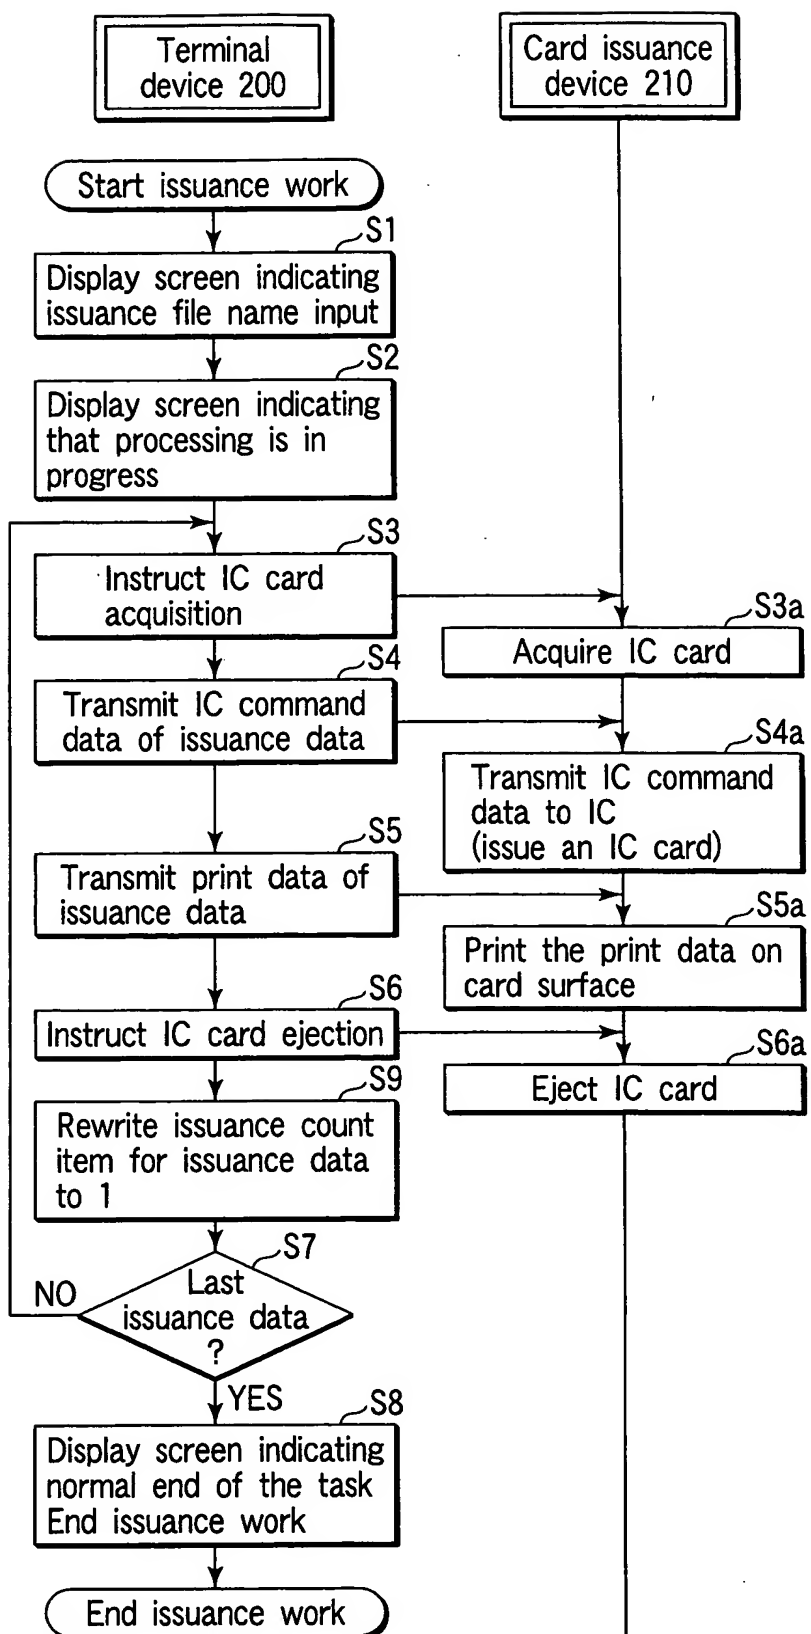 Terminal
device 200
Card issuance
device 210
Start issuance work
S1
Display screen indicating
issuance file name input
S2
Display screen indicating
that processing is in
progress
S3
Instruct IC card
acquisition
S3a
Acquire IC card
S4
Transmit IC command
data of issuance data
S4a
Transmit IC command
data to IC
(issue an IC card)
S5
Transmit print data of
issuance data
S5a
Print the print data on
card surface
S6
Instruct IC card ejection
S6a
Eject IC card
S9
Rewrite issuance count
item for issuance data
to 1
S7
Last
issuance data
?
NO
YES
S8
Display screen indicating
normal end of the task
End issuance work
End issuance work